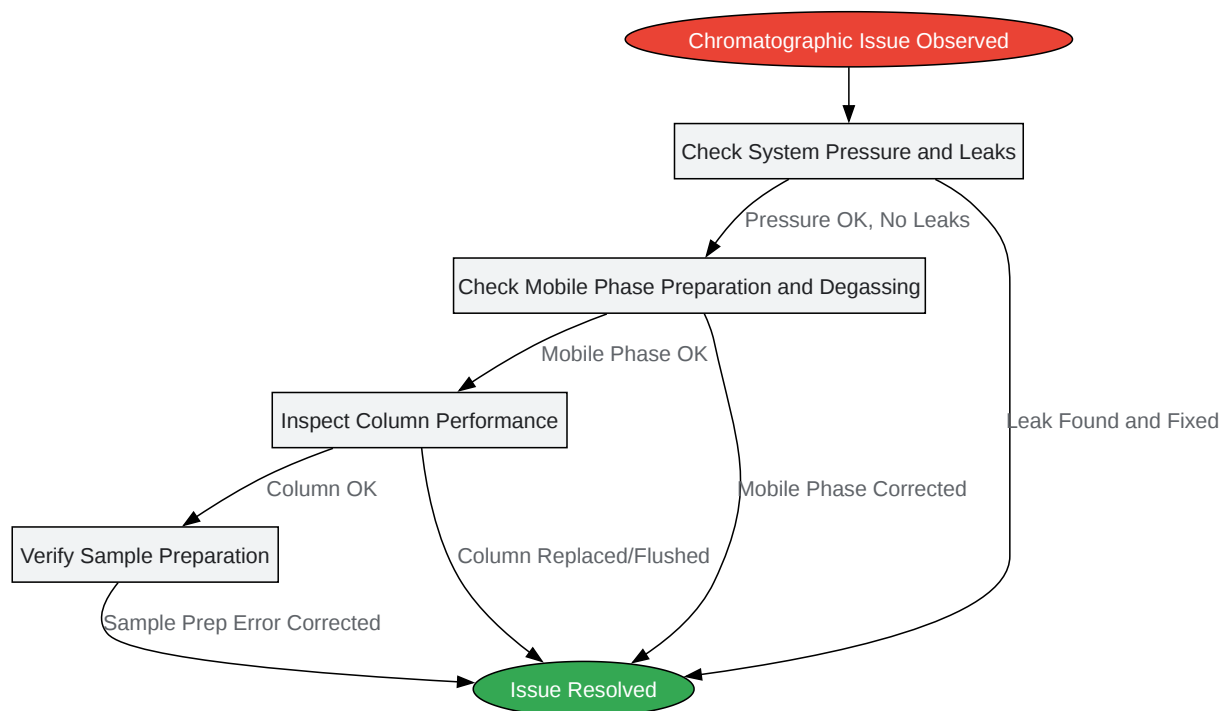 Chromatographic Issue Observed
Check System Pressure and Leaks
Pressure OK, No Leaks
Check Mobile Phase Preparation and Degassing
Mobile Phase OK
Inspect Column Performance
Leak Found and Fixed
Column OK
Mobile Phase Corrected
Verify Sample Preparation
Column Replaced/Flushed
Sample Prep Error Corrected
Issue Resolved